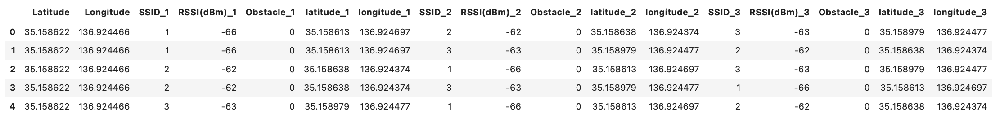 Latitude Longitude SSID_1 RSSI(dBm)_1 Obstacle_1 latitude_1 longitude_1 SSID_2 RSSI(dBm)_2 Obstacle_2 latitude_2 longitude_2 SSID_3 RSSI(dBm)_3 Obstacle_3 latitude_3 longitude_3
0 35.158622 136.924466 1 -66 0 35.158613 136.924697 2 -62 0 35.158638 136.924374 3 -63 0 35.158979 136.924477
1 35.158622 136.924466 1 -66 0 35.158613 136.924697 3 -63 0 35.158979 136.924477 2 -62 0 35.158638 136.924374
2 35.158622 136.924466 2 -62 0 35.158638 136.924374 1 -66 0 35.158613 136.924697 3 -63 0 35.158979 136.924477
3 35.158622 136.924466 2 -62 0 35.158638 136.924374 3 -63 0 35.158979 136.924477 1 -66 0 35.158613 136.924697
4 35.158622 136.924466 3 -63 0 35.158979 136.924477 1 -66 0 35.158613 136.924697 2 -62 0 35.158638 136.924374